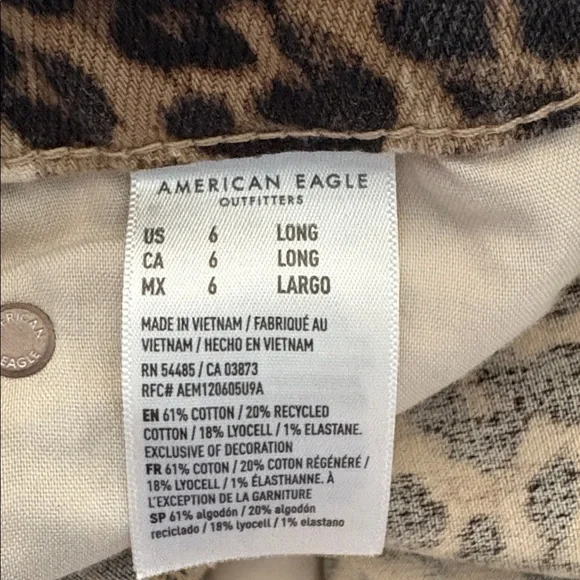 AMERICAN EAGLE
OUTFITTERS
US 6 LONG
CA 6 LONG
MX 6 LARGO
MADE IN VIETNAM / FABRIQUÉ AU
VIETNAM / HECHO EN VIETNAM
RN 54485 / CA 03873
RFC# AEM120605U9A
EN 61% COTTON / 20% RECYCLED
COTTON / 18% LYOCELL / 1% ELASTANE.
EXCLUSIVE OF DECORATION
FR 61% COTON / 20% COTON RÉGÉNÉRÉ /
18% LYOCELL / 1% ÉLASTHANNE. À
L'EXCEPTION DE LA GARNITURE
SP 61% algodón / 20% algodón
reciclado / 18% lyocell / 1% elastano
EAGLE